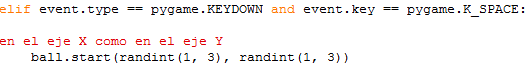 elif event.type == pygame.KEYDOWN and event.key == pygame.K_SPACE:
en el eje X como en el eje Y
ball.start(randint(1, 3), randint(1, 3))